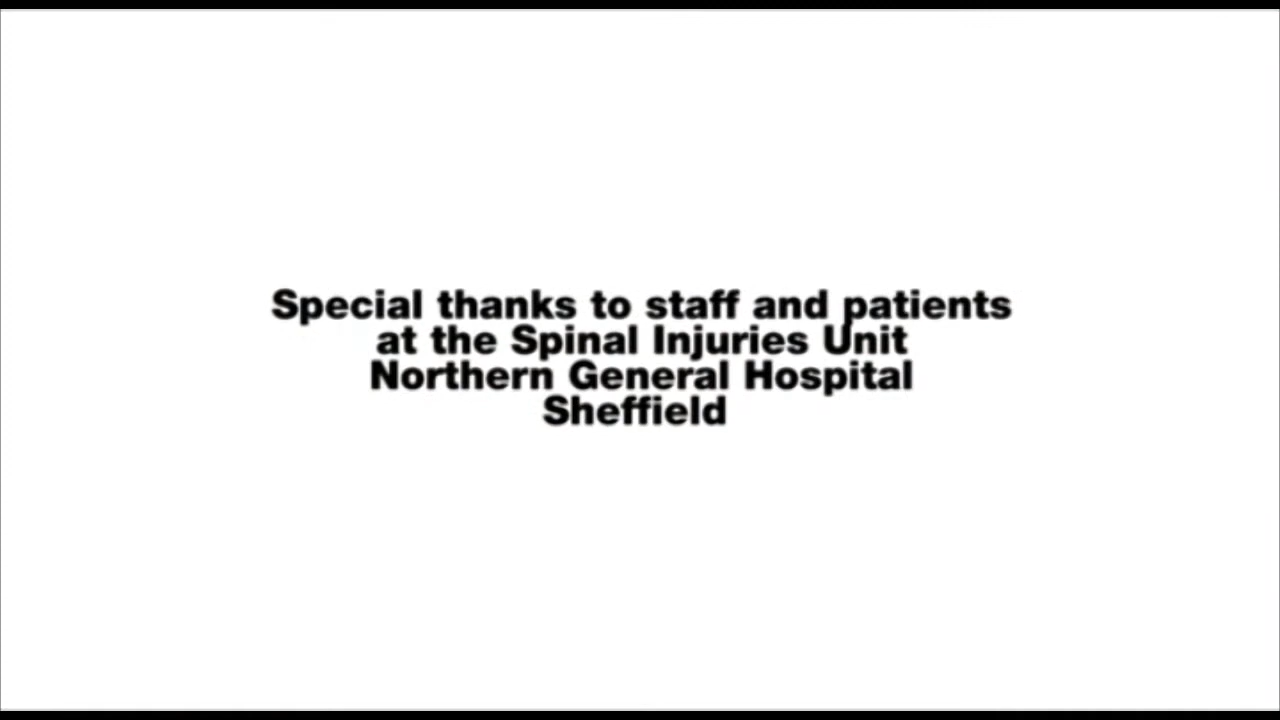 Special thanks to staff and patients
at the Spinal Injuries Unit
Northern General Hospital
Sheffield